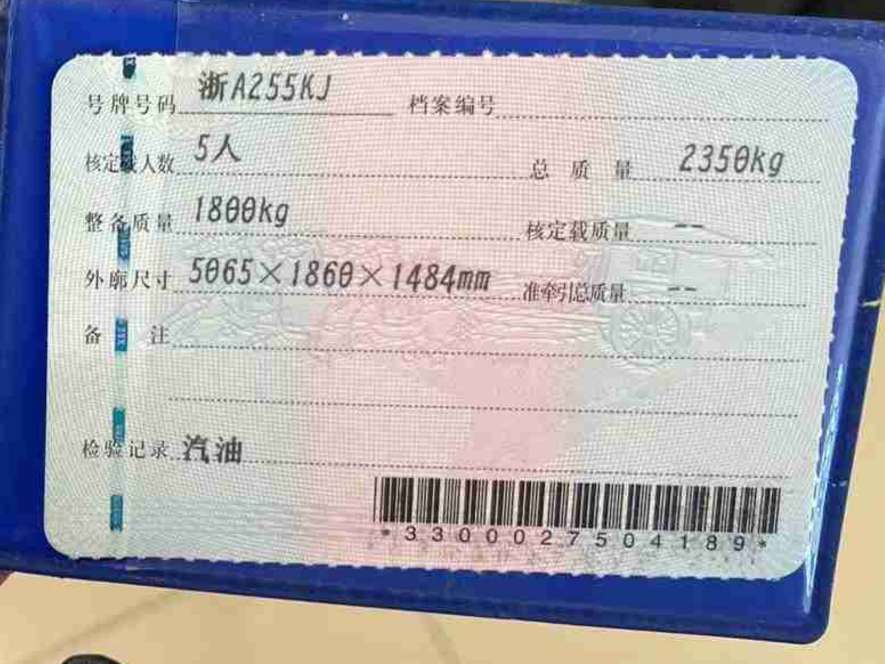 号牌号码 浙A255KJ 档案编号
核定载人数 5人 总质量 2350kg
整备质量 1800kg 核定载质量 --
外廓尺寸 5065×1860×1484mm 准牵引总质量 --
备注
检验记录 汽油
*3300027504189*